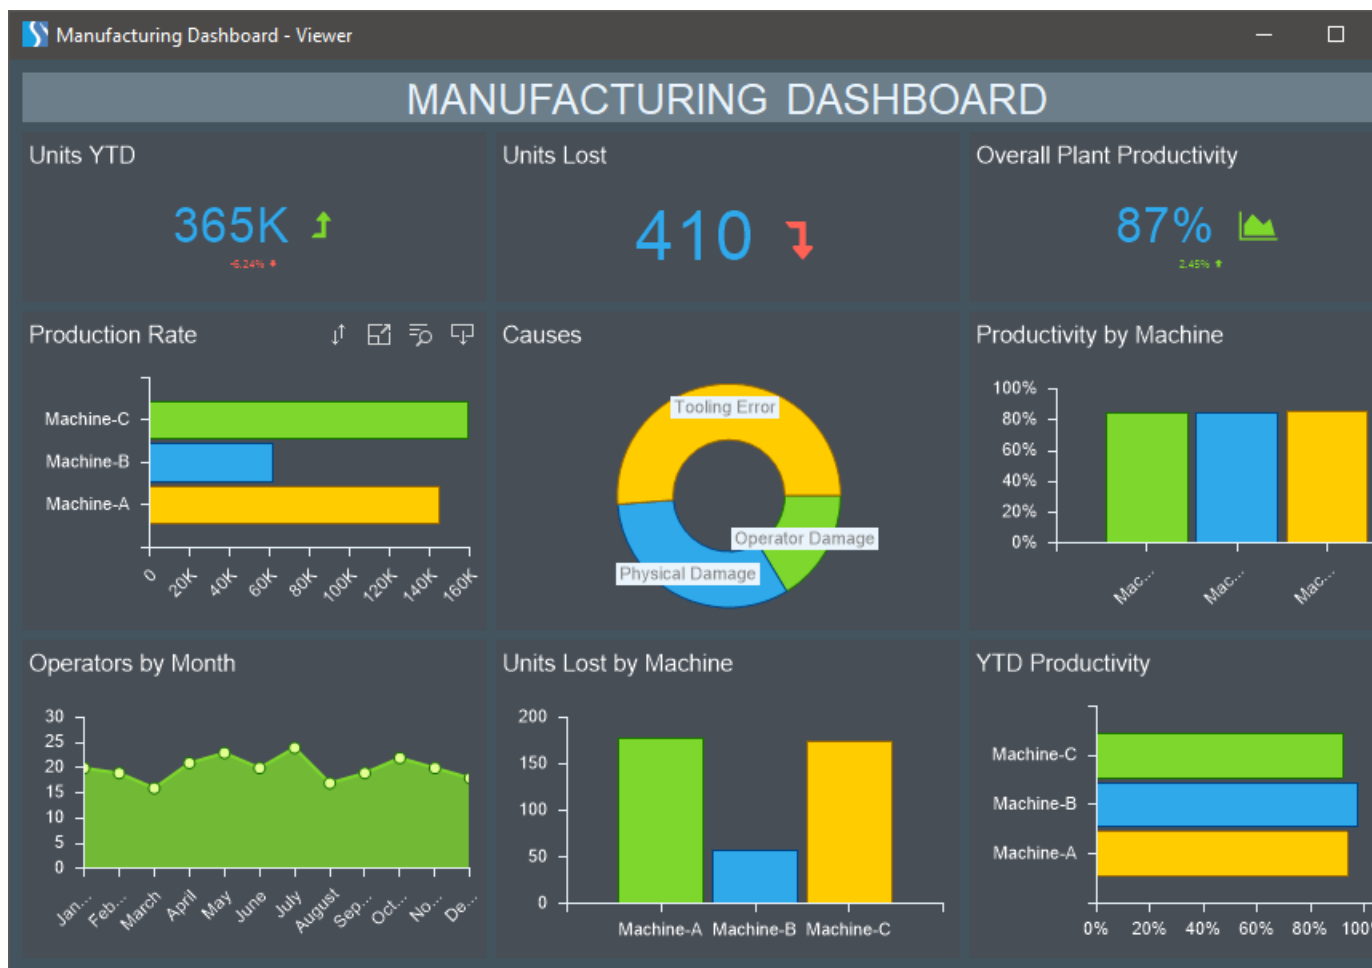 Manufacturing Dashboard - Viewer
MANUFACTURING DASHBOARD
Units YTD
365K
-6.24%
Units Lost
410
Overall Plant Productivity
87%
2.45%
Production Rate
Machine-C
Machine-B
Machine-A
0 20K 40K 60K 80K 100K 120K 140K 160K
Causes
Tooling Error
Operator Damage
Physical Damage
Productivity by Machine
100%
80%
60%
40%
20%
0%
Mac... Mac... Mac...
Operators by Month
30
25
20
15
10
5
0
Jan... Feb... March April May June July August Sep... Oct... No... De...
Units Lost by Machine
200
150
100
50
0
Machine-A Machine-B Machine-C
YTD Productivity
Machine-C
Machine-B
Machine-A
0% 20% 40% 60% 80% 100